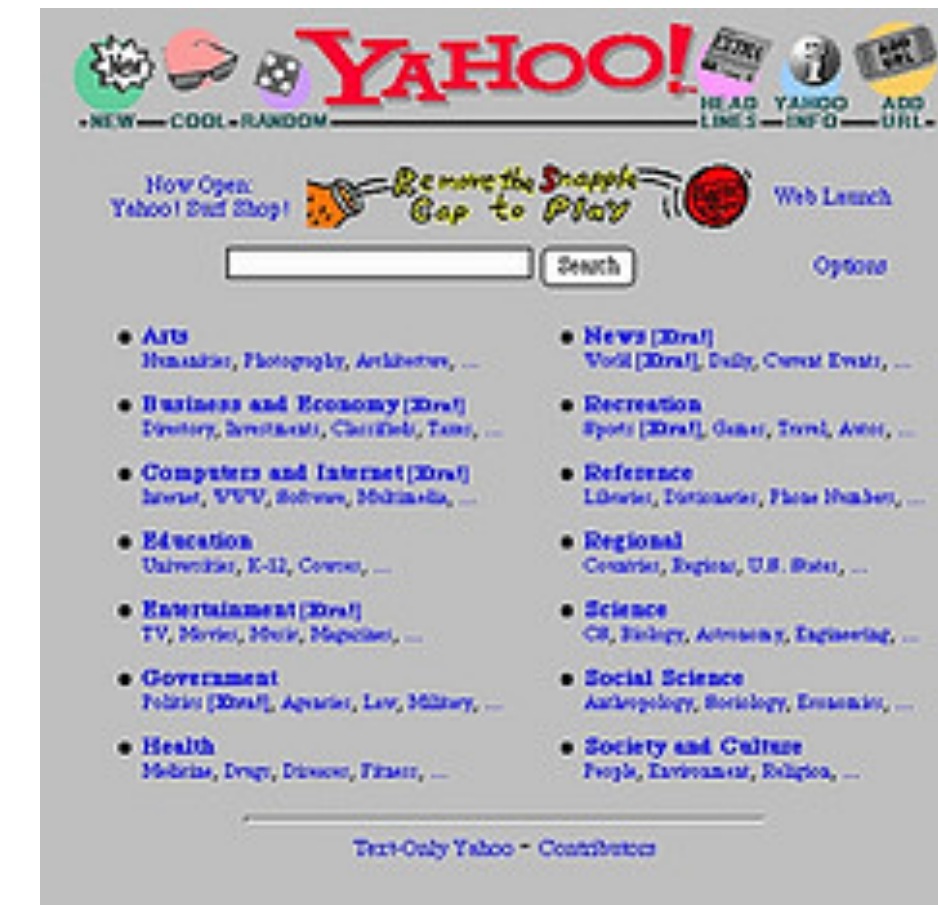 New EXTRA i ADD URL
YAHOO!
NEW COOL RANDOM HEAD LINES YAHOO INFO ADD URL
Now Open: Yahoo! Surf Shop!
Remove the Snapple Cap to Play
Web Launch
Search Options
Arts
Humanities, Photography, Architecture, ...
Business and Economy [Xtra!]
Directory, Investments, Classifieds, Taxes, ...
Computers and Internet [Xtra!]
Internet, WWW, Software, Multimedia, ...
Education
Universities, K-12, Courses, ...
Entertainment [Xtra!]
TV, Movies, Music, Magazines, ...
Government
Politics [Xtra!], Agencies, Law, Military, ...
Health
Medicine, Drugs, Diseases, Fitness, ...
News [Xtra!]
World [Xtra!], Daily, Current Events, ...
Recreation
Sports [Xtra!], Games, Travel, Autos, ...
Reference
Libraries, Dictionaries, Phone Numbers, ...
Regional
Countries, Regions, U.S. States, ...
Science
CS, Biology, Astronomy, Engineering, ...
Social Science
Anthropology, Sociology, Economics, ...
Society and Culture
People, Environment, Religion, ...
Text-Only Yahoo - Contributors